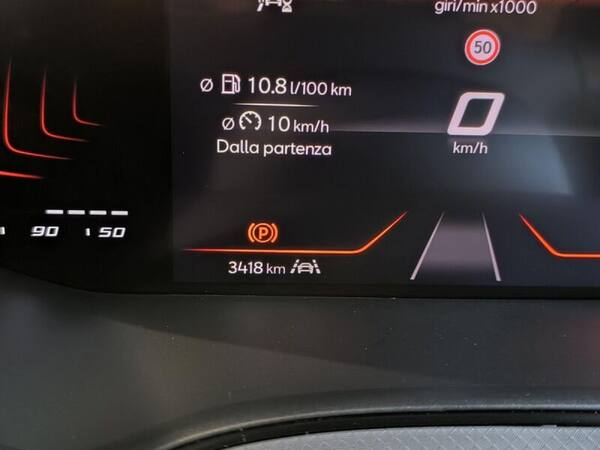 giri/min x1000
50
Ø 10.8 l/100 km
Ø 10 km/h
Dalla partenza
0
km/h
90 50
P
3418 km